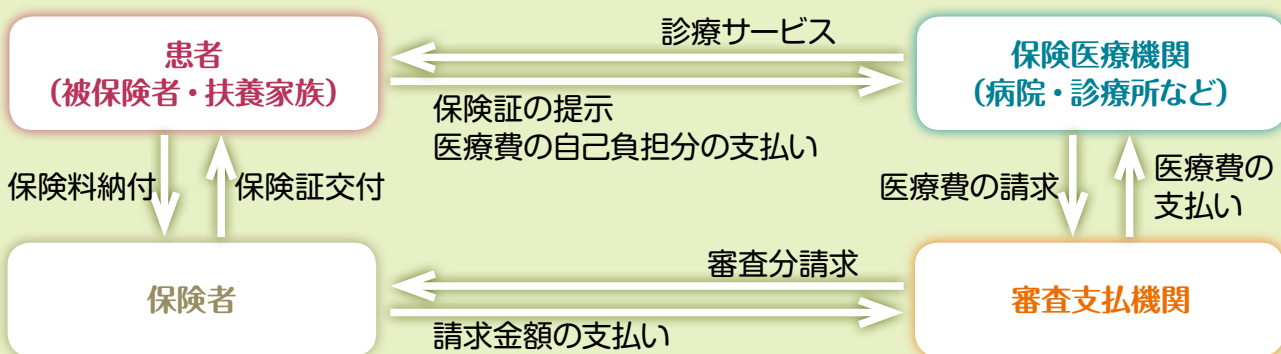 患者
(被保険者・扶養家族)
診療サービス
保険証の提示
医療費の自己負担分の支払い
保険医療機関
(病院・診療所など)
保険料納付
保険証交付
医療費の請求
医療費の
支払い
保険者
審査分請求
請求金額の支払い
審査支払機関